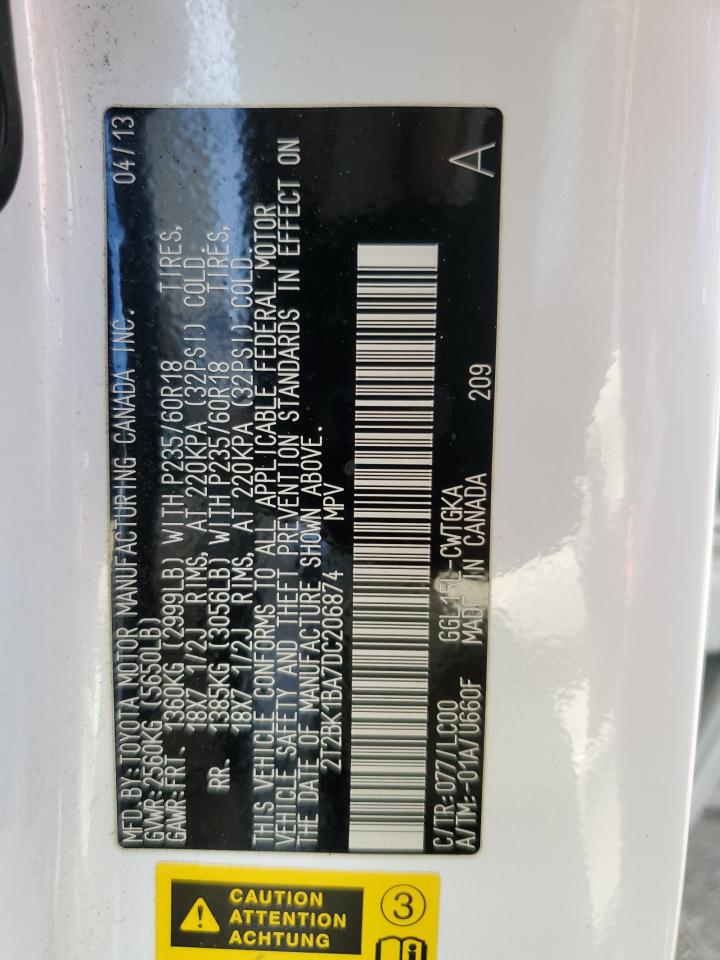 MFD BY:TOYOTA MOTOR MANUFACTURING CANADA INC. 04/13
GVWR:2560KG (5650LB)
GAWR:FRT. 1360KG (2999LB) WITH P235/60R18 TIRES,
18X7 1/2J RIMS, AT 220KPA (32PSI) COLD.
RR. 1385KG (3056LB) WITH P235/60R18 TIRES,
18X7 1/2J RIMS, AT 220KPA (32PSI) COLD.
THIS VEHICLE CONFORMS TO ALL APPLICABLE FEDERAL MOTOR
VEHICLE SAFETY AND THEFT PREVENTION STANDARDS IN EFFECT ON
THE DATE OF MANUFACTURE SHOWN ABOVE.
2T2BK1BA7DC206874 MPV
C/TR:077/LC00 GGL15L-CWTGKA A
A/TM:-01A/U660F MADE IN CANADA 209
CAUTION
ATTENTION
ACHTUNG
3